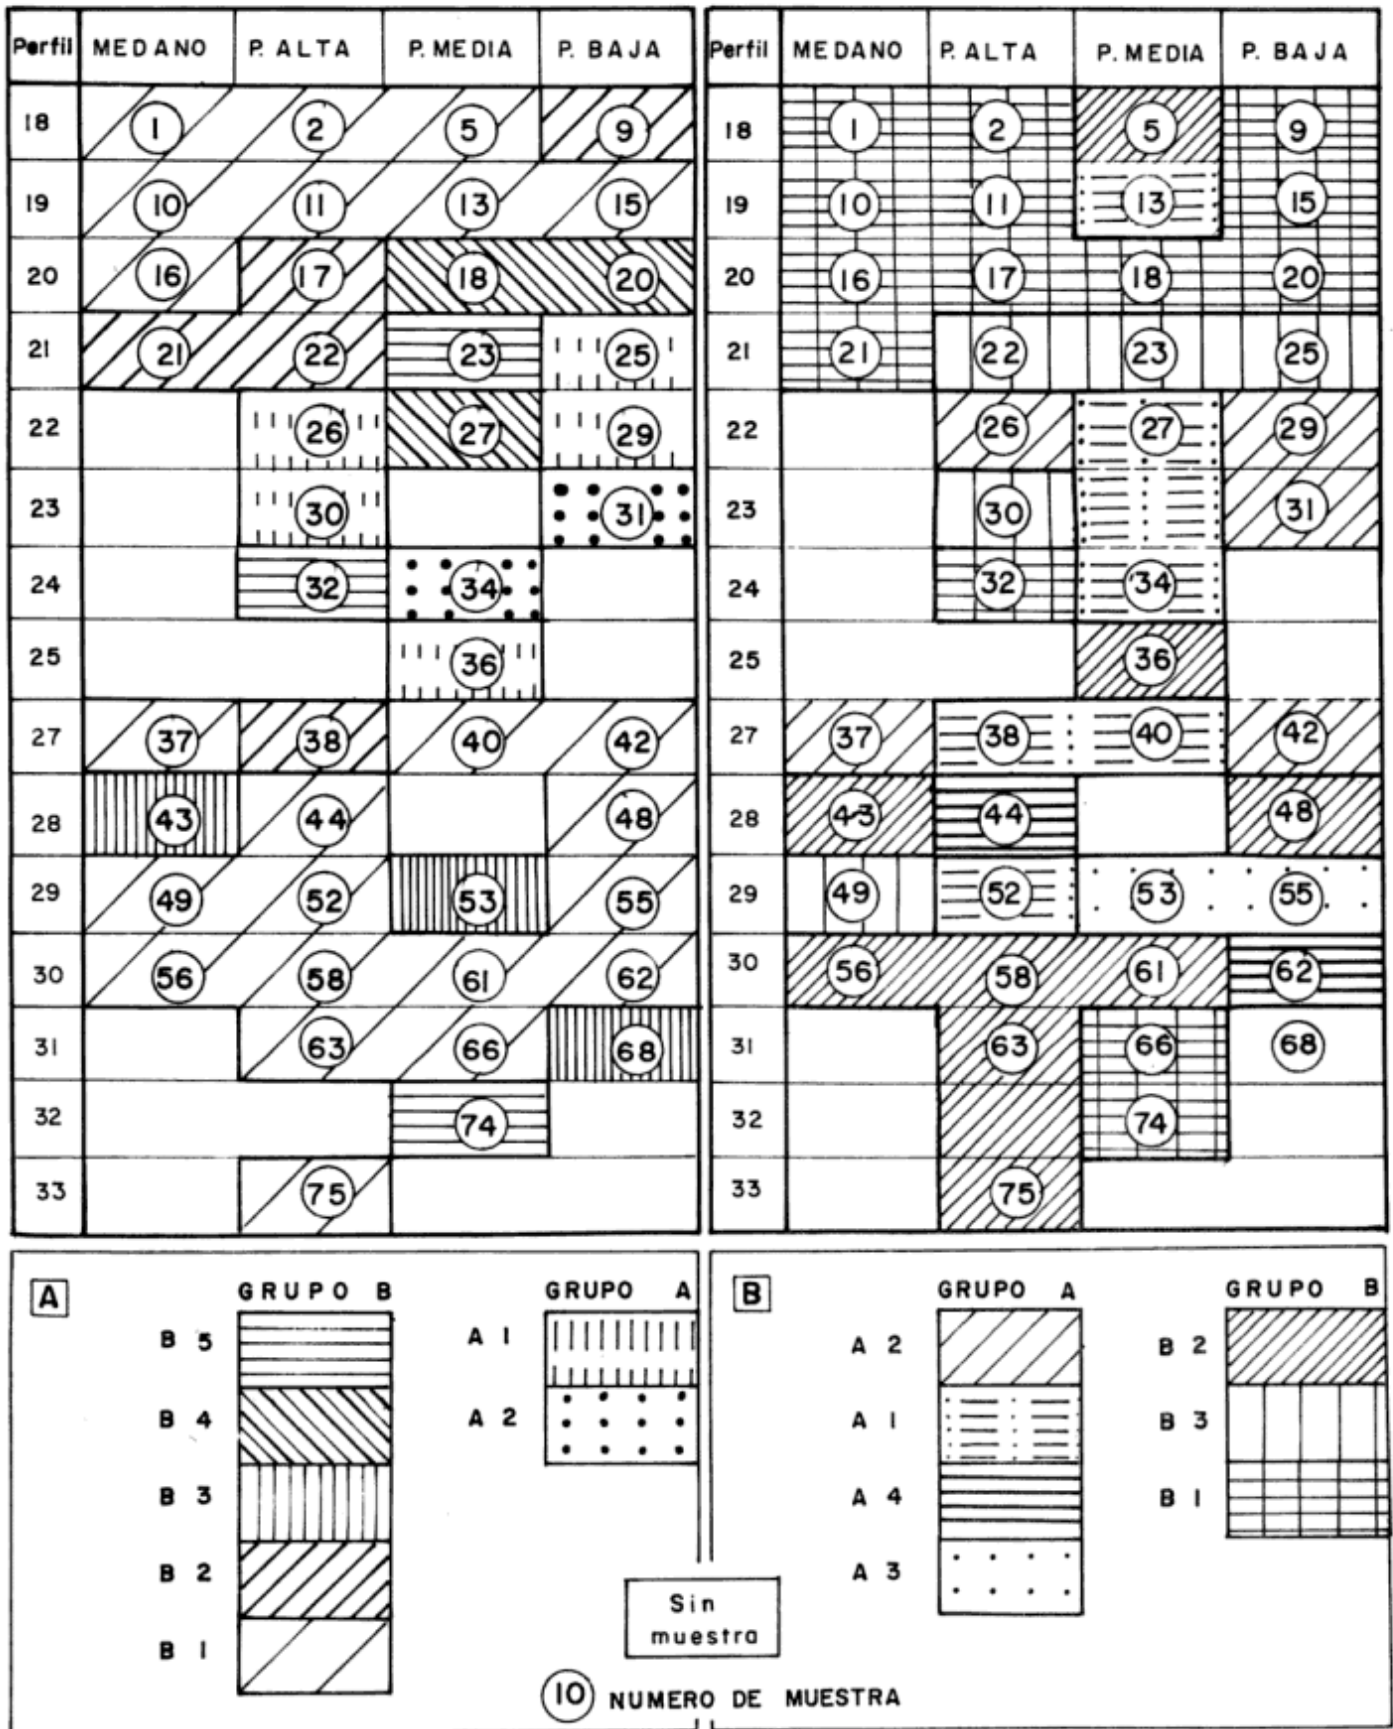 Perfil MEDANO P. ALTA P. MEDIA P. BAJA Perfil MEDANO P. ALTA P. MEDIA P. BAJA
18 1 2 5 9 18 1 2 5 9
19 10 11 13 15 19 10 11 13 15
20 16 17 18 20 20 16 17 18 20
21 21 22 23 25 21 21 22 23 25
22 26 27 29 22 26 27 29
23 30 31 23 30 31
24 32 34 24 32 34
25 36 25 36
27 37 38 40 42 27 37 38 40 42
28 43 44 48 28 43 44 48
29 49 52 53 55 29 49 52 53 55
30 56 58 61 62 30 56 58 61 62
31 63 66 68 31 63 66 68
32 74 32 74
33 75 33 75
A GRUPO B GRUPO A B GRUPO A GRUPO B
B 5 A 1 A 2 B 2
B 4 A 2 A 1 B 3
B 3 A 4 B 1
B 2 A 3
B 1
Sin
muestra
10 NUMERO DE MUESTRA